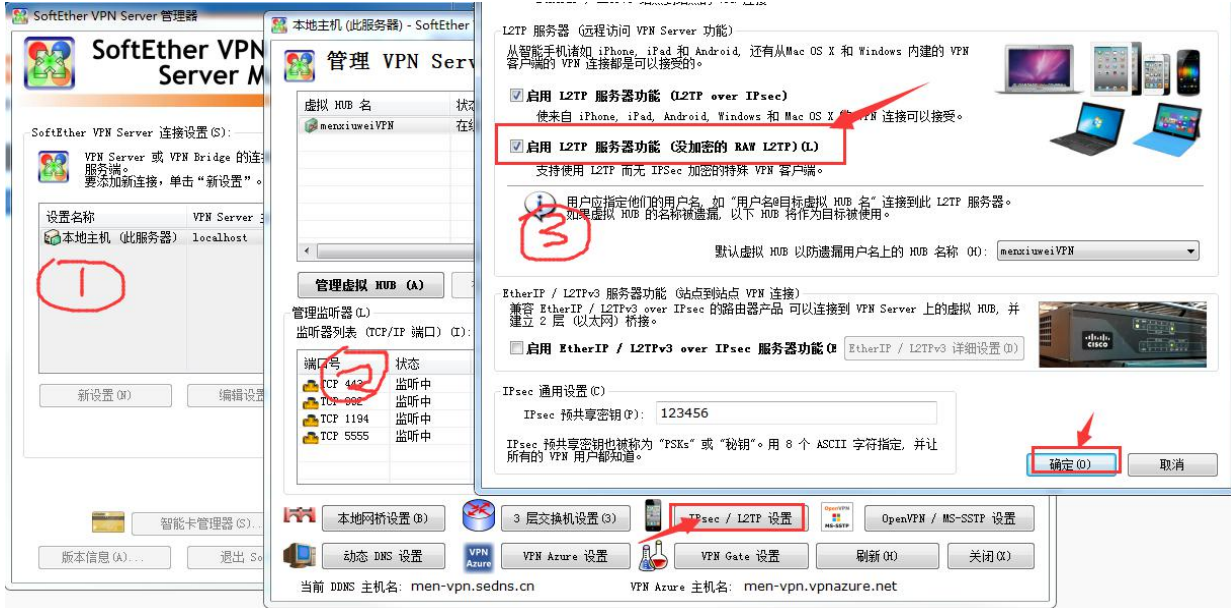 SoftEther VPN Server 管理器
SoftEther VPN
Server M
SoftEther VPN Server 连接设置(S):
VPN Server 或 VPN Bridge 的连
服务端。
要添加新连接，单击“新设置”。
设置名称 VPN Server 主
本地主机 (此服务器) localhost
1
新设置(N) 编辑设置
智能卡管理器(S)..
版本信息(A)... 退出 So
本地主机 (此服务器) - SoftEther
管理 VPN Serv
虚拟 HUB 名 状态
menxiuweiVPN 在线
管理虚拟 HUB (A)
管理监听器(L)
监听器列表 (TCP/IP 端口)(I):
端口号 状态
2
TCP 443 监听中
TCP 992 监听中
TCP 1194 监听中
TCP 5555 监听中
本地网桥设置(B) 3 层交换机设置(3) IPsec / L2TP 设置 OpenVPN MS-SSTP OpenVPN / MS-SSTP 设置
动态 DNS 设置 VPN Azure VPN Azure 设置 VPN Gate 设置 刷新(H) 关闭(X)
当前 DDNS 主机名: men-vpn.sedns.cn VPN Azure 主机名: men-vpn.vpnazure.net
L2TP 服务器 (远程访问 VPN Server 功能)
从智能手机诸如 iPhone, iPad 和 Android, 还有从Mac OS X 和 Windows 内建的 VPN
客户端的 VPN 连接都是可以接受的。
启用 L2TP 服务器功能 (L2TP over IPsec)
使来自 iPhone, iPad, Android, Windows 和 Mac OS X 的 VPN 连接可以接受。
启用 L2TP 服务器功能 (没加密的 RAW L2TP)(L)
支持使用 L2TP 而无 IPSec 加密的特殊 VPN 客户端。
用户应指定他们的用户名, 如 “用户名@目标虚拟 HUB 名” 连接到此 L2TP 服务器。
如果虚拟 HUB 的名称被遗漏, 以下 HUB 将作为目标被使用。
3
默认虚拟 HUB 以防遗漏用户名上的 HUB 名称 (H): menxiuweiVPN
EtherIP / L2TPv3 服务器功能 (站点到站点 VPN 连接)
兼容 EtherIP / L2TPv3 over IPsec 的路由器产品 可以连接到 VPN Server 上的虚拟 HUB, 并
建立 2 层 (以太网) 桥接。
启用 EtherIP / L2TPv3 over IPsec 服务器功能(E EtherIP / L2TPv3 详细设置(D)
CISCO
IPsec 通用设置(C)
IPsec 预共享密钥(P): 123456
IPsec 预共享密钥也被称为 “PSKs” 或 “秘钥”。用 8 个 ASCII 字符指定, 并让
所有的 VPN 用户都知道。
确定(O) 取消